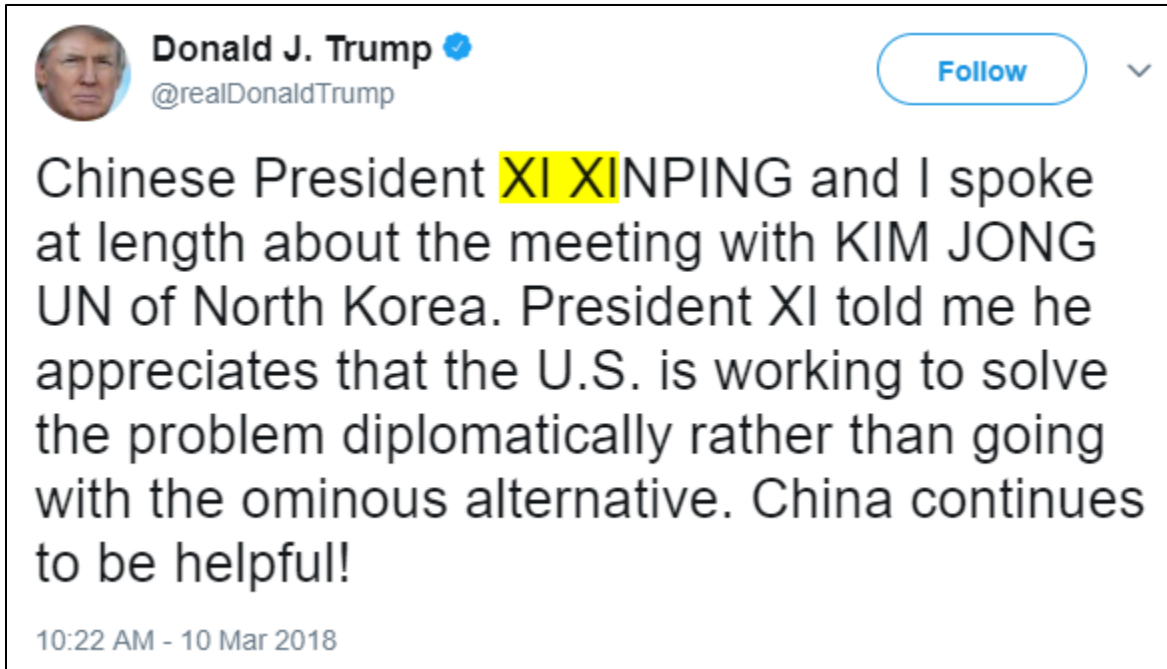 Donald J. Trump
@realDonaldTrump
Follow
Chinese President XI XINPING and I spoke
at length about the meeting with KIM JONG
UN of North Korea. President XI told me he
appreciates that the U.S. is working to solve
the problem diplomatically rather than going
with the ominous alternative. China continues
to be helpful!
10:22 AM - 10 Mar 2018